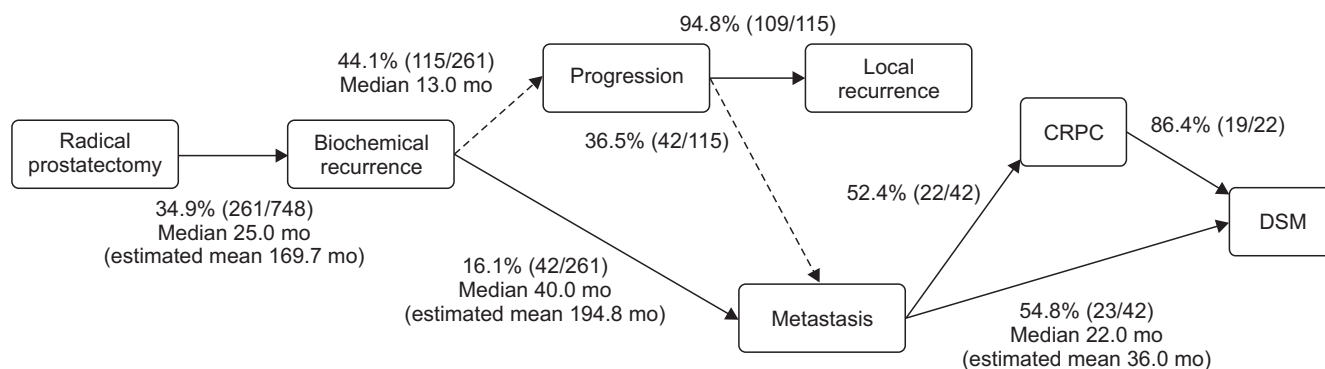 Radical
prostatectomy
34.9% (261/748)
Median 25.0 mo
(estimated mean 169.7 mo)
Biochemical
recurrence
44.1% (115/261)
Median 13.0 mo
Progression
94.8% (109/115)
Local
recurrence
36.5% (42/115)
16.1% (42/261)
Median 40.0 mo
(estimated mean 194.8 mo)
Metastasis
52.4% (22/42)
CRPC
86.4% (19/22)
DSM
54.8% (23/42)
Median 22.0 mo
(estimated mean 36.0 mo)